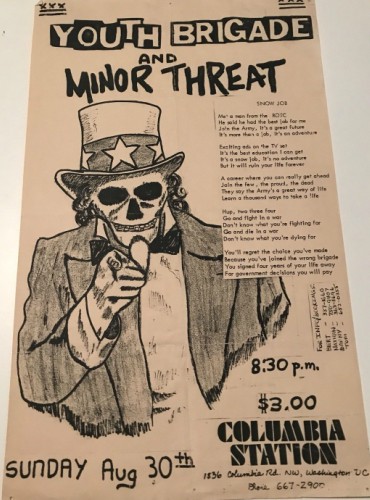 XXX
XXX
YOUTH BRIGADE
AND
MINOR THREAT
SNOW JOB
Met a man from the ROTC
He said he had the best job for me
Join the Army, it's a great future
It's more than a job, it's an adventure
Exciting ads on the TV set
It's the best education I can get
It's a snow job, it's no adventure
But it will ruin your life forever
A career where you can really get ahead
Join the few, the proud, the dead
They say the Army's a great way of life
Learn a thousand ways to take a life
Hup, two three four
Go and fight in a war
Don't know what you're fighting for
Go and die in a war
Don't know what you're dying for
You'll regret the choice you've made
Because you've joined the wrong brigade
You signed four years of your life away
For government decisions you will pay
8:30 p.m.
$3.00
COLUMBIA
STATION
SUNDAY Aug 30th
1836 Columbia Rd. NW, Washington DC
Phone 667-2900